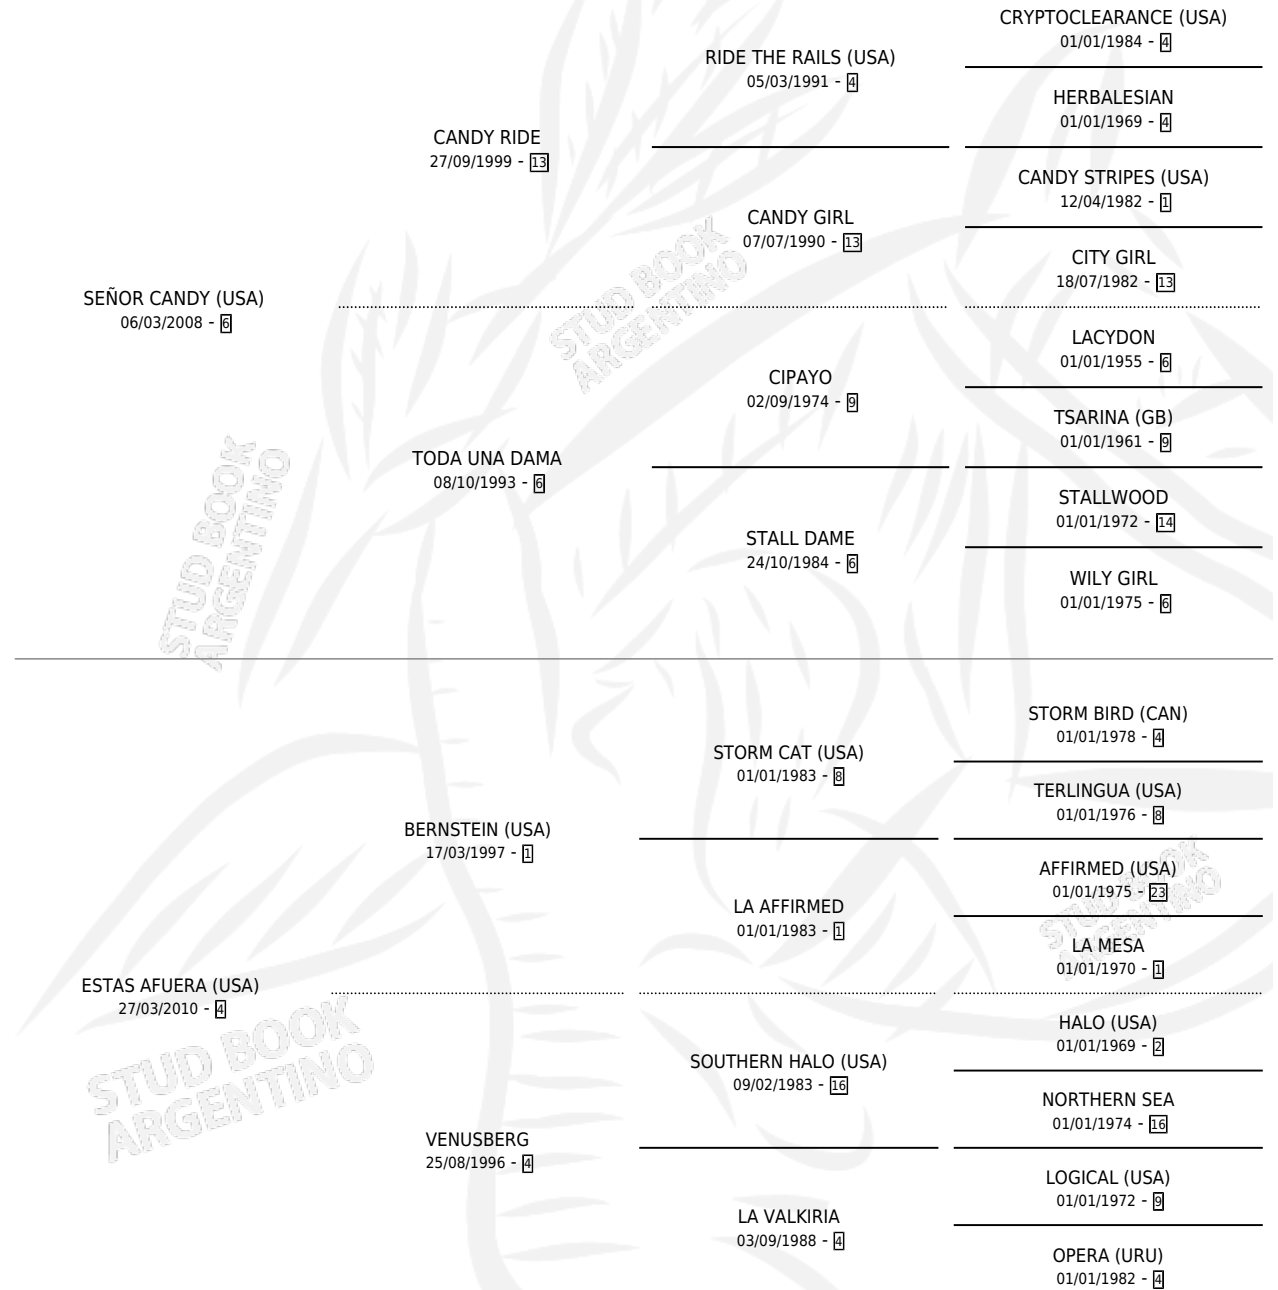 CRYPTOCLEARANCE (USA)
01/01/1984 - 4
RIDE THE RAILS (USA)
05/03/1991 - 4
HERBALESIAN
01/01/1969 - 4
CANDY RIDE
27/09/1999 - 13
CANDY STRIPES (USA)
12/04/1982 - 1
CANDY GIRL
07/07/1990 - 13
CITY GIRL
18/07/1982 - 13
SEÑOR CANDY (USA)
06/03/2008 - 6
LACYDON
01/01/1955 - 6
CIPAYO
02/09/1974 - 9
TSARINA (GB)
01/01/1961 - 9
TODA UNA DAMA
08/10/1993 - 6
STALLWOOD
01/01/1972 - 14
STALL DAME
24/10/1984 - 6
WILY GIRL
01/01/1975 - 6
STORM BIRD (CAN)
01/01/1978 - 4
STORM CAT (USA)
01/01/1983 - 8
TERLINGUA (USA)
01/01/1976 - 8
BERNSTEIN (USA)
17/03/1997 - 1
AFFIRMED (USA)
01/01/1975 - 23
LA AFFIRMED
01/01/1983 - 1
LA MESA
01/01/1970 - 1
ESTAS AFUERA (USA)
27/03/2010 - 4
HALO (USA)
01/01/1969 - 2
SOUTHERN HALO (USA)
09/02/1983 - 16
NORTHERN SEA
01/01/1974 - 16
VENUSBERG
25/08/1996 - 4
LOGICAL (USA)
01/01/1972 - 9
LA VALKIRIA
03/09/1988 - 4
OPERA (URU)
01/01/1982 - 4
STUD BOOK
ARGENTINO
STUD BOOK
ARGENTINO
STUD BOOK
ARGENTINO
STUD BOOK
ARGENTINO